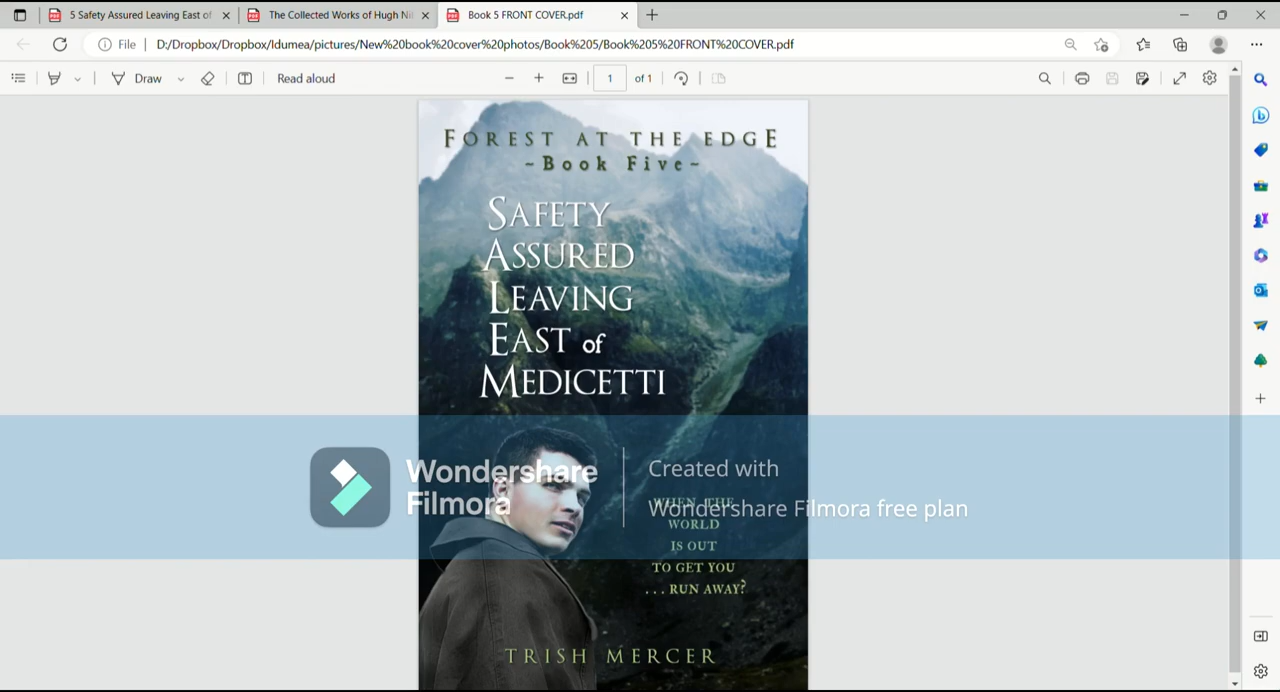 5 Safety Assured Leaving East of
The Collected Works of Hugh Ni
Book 5 FRONT COVER.pdf
File
D:/Dropbox/Dropbox/Idumea/pictures/New%20book%20cover%20photos/Book%205/Book%205%20FRONT%20COVER.pdf
Draw
Read aloud
1
of 1
FOREST AT THE EDGE
~Book Five~
SAFETY
ASSURED
LEAVING
EAST of
MEDICETTI
Wondershare
Filmora
Created with
Wondershare Filmora free plan
WHEN THE
WORLD
IS OUT
TO GET YOU
...RUN AWAY?
TRISH MERCER